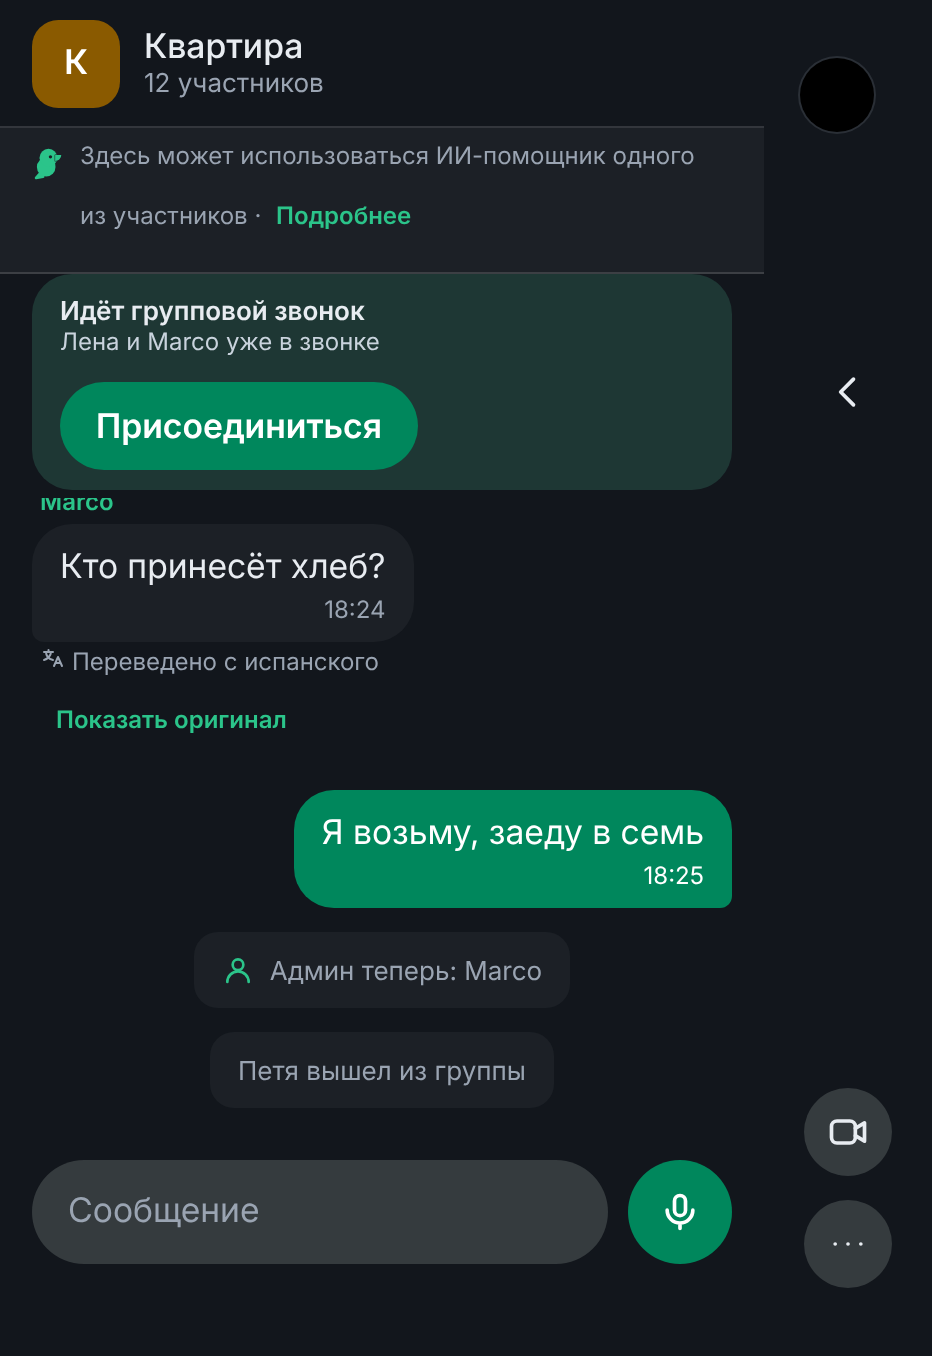 К
Квартира
12 участников
Здесь может использоваться ИИ-помощник одного
из участников · Подробнее
Идёт групповой звонок
Лена и Marco уже в звонке
Присоединиться
Marco
Кто принесёт хлеб?
18:24
Переведено с испанского
Показать оригинал
Я возьму, заеду в семь
18:25
Админ теперь: Marco
Петя вышел из группы
Сообщение